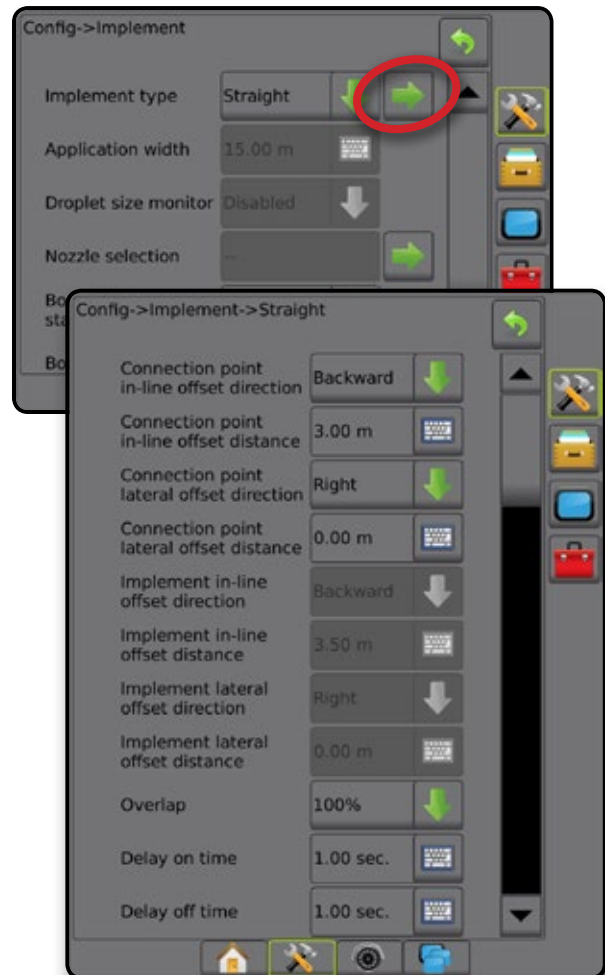 Config->Implement
Implement type Straight
Application width 15.00 m
Droplet size monitor Disabled
Nozzle selection --
Bo
sta
Bo
Config->Implement->Straight
Connection point
in-line offset direction Backward
Connection point
in-line offset distance 3.00 m
Connection point
lateral offset direction Right
Connection point
lateral offset distance 0.00 m
Implement in-line
offset direction Backward
Implement in-line
offset distance 3.50 m
Implement lateral
offset direction Right
Implement lateral
offset distance 0.00 m
Overlap 100%
Delay on time 1.00 sec.
Delay off time 1.00 sec.